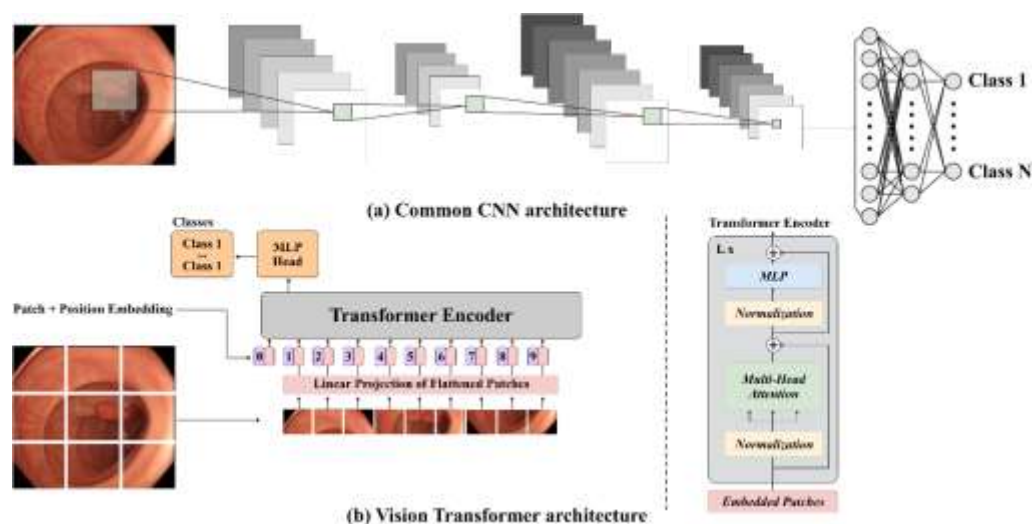 Class 1
Class N
(a) Common CNN architecture
Classes
Class 1
...
Class 1
MLP
Head
Patch + Position Embedding
Transformer Encoder
0 1 2 3 4 5 6 7 8 9
Linear Projection of Flattened Patches
(b) Vision Transformer architecture
Transformer Encoder
L x
+
MLP
Normalization
+
Multi-Head
Attention
Normalization
Embedded Patches